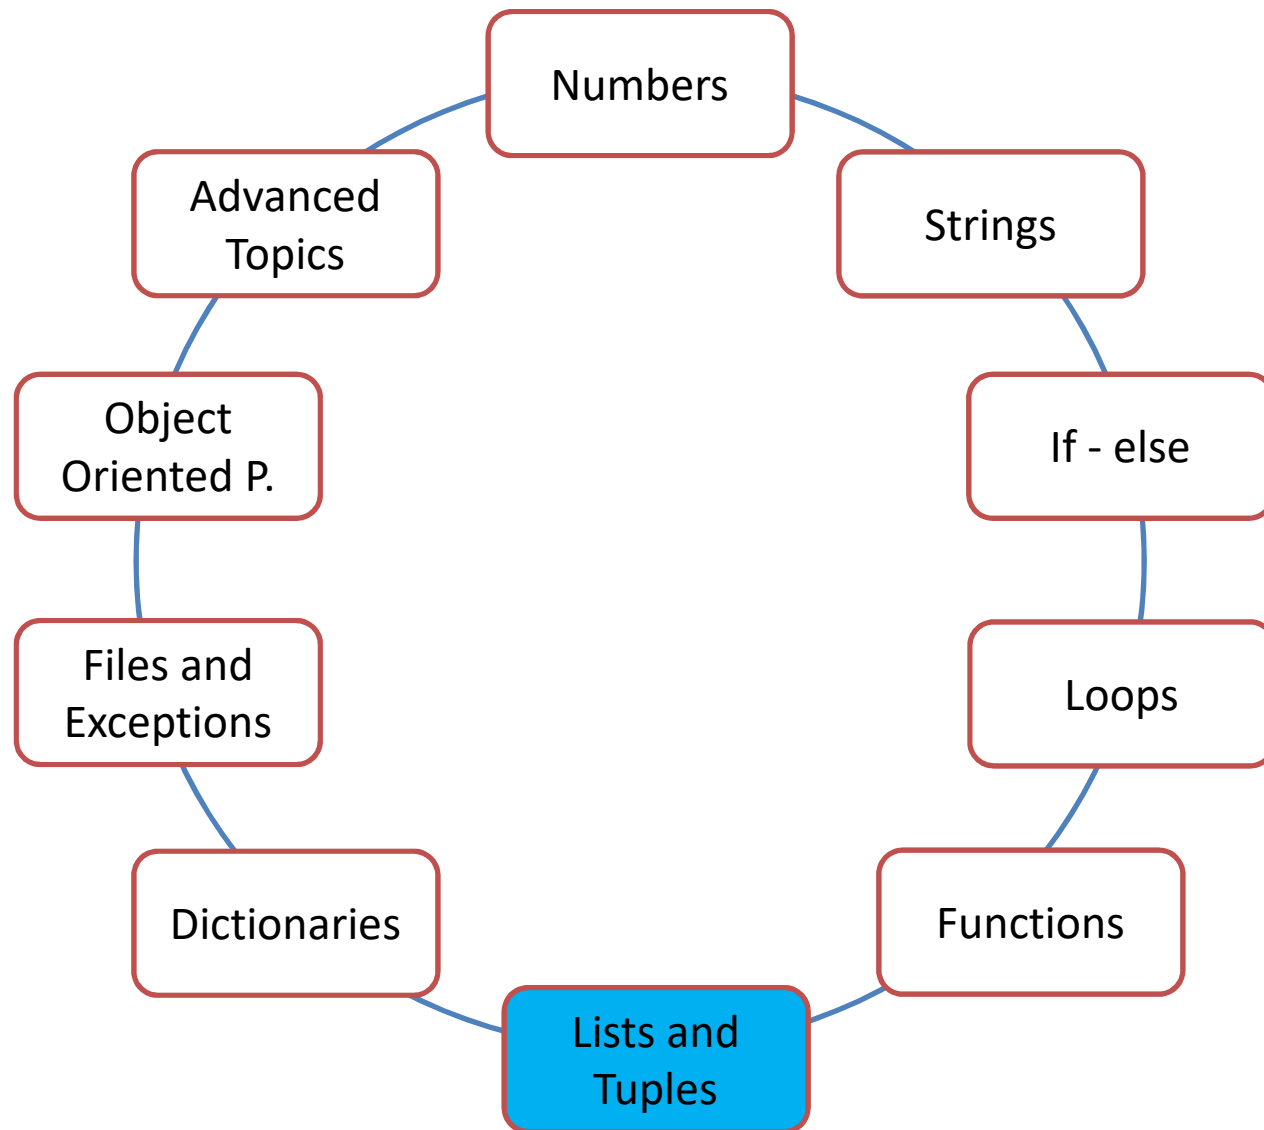 Numbers
Strings
If - else
Loops
Functions
Lists and
Tuples
Dictionaries
Files and
Exceptions
Object
Oriented P.
Advanced
Topics